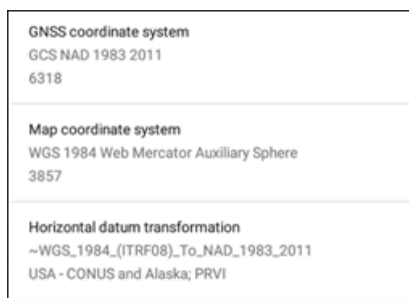 GNSS coordinate system
GCS NAD 1983 2011
6318
Map coordinate system
WGS 1984 Web Mercator Auxiliary Sphere
3857
Horizontal datum transformation
~WGS_1984_(ITRF08)_To_NAD_1983_2011
USA - CONUS and Alaska; PRVI